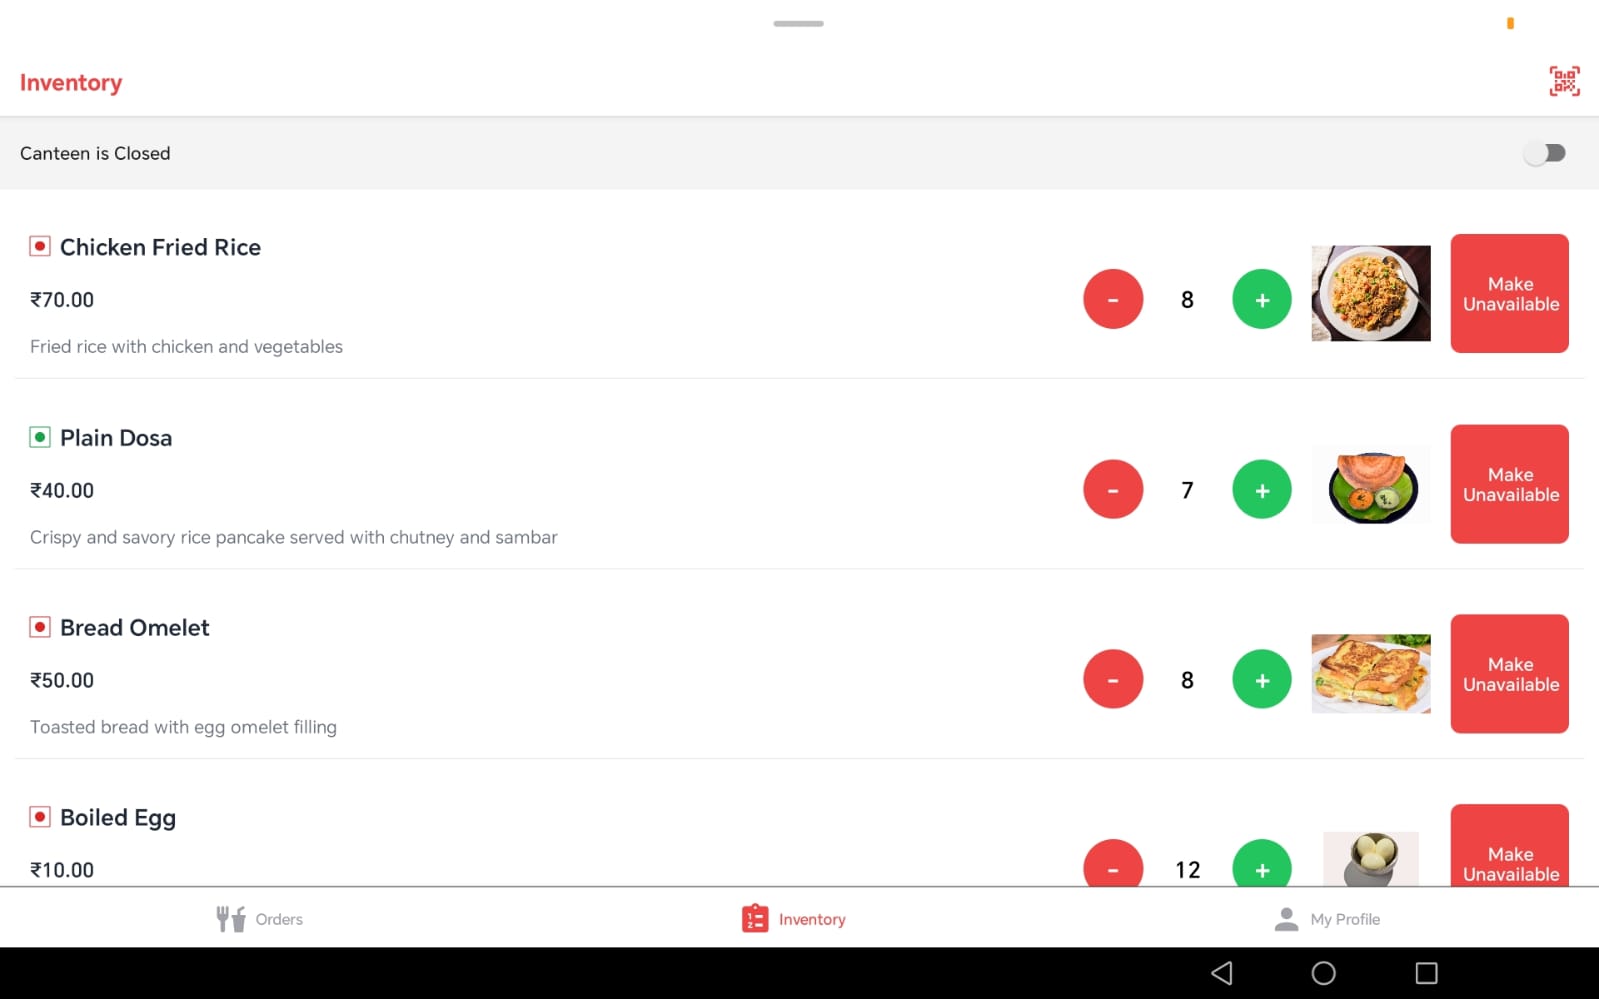 Inventory
Canteen is Closed
Chicken Fried Rice
₹70.00
Fried rice with chicken and vegetables
-
8
+
Make
Unavailable
Plain Dosa
₹40.00
Crispy and savory rice pancake served with chutney and sambar
-
7
+
Make
Unavailable
Bread Omelet
₹50.00
Toasted bread with egg omelet filling
-
8
+
Make
Unavailable
Boiled Egg
₹10.00
-
12
+
Make
Unavailable
Orders
Inventory
My Profile